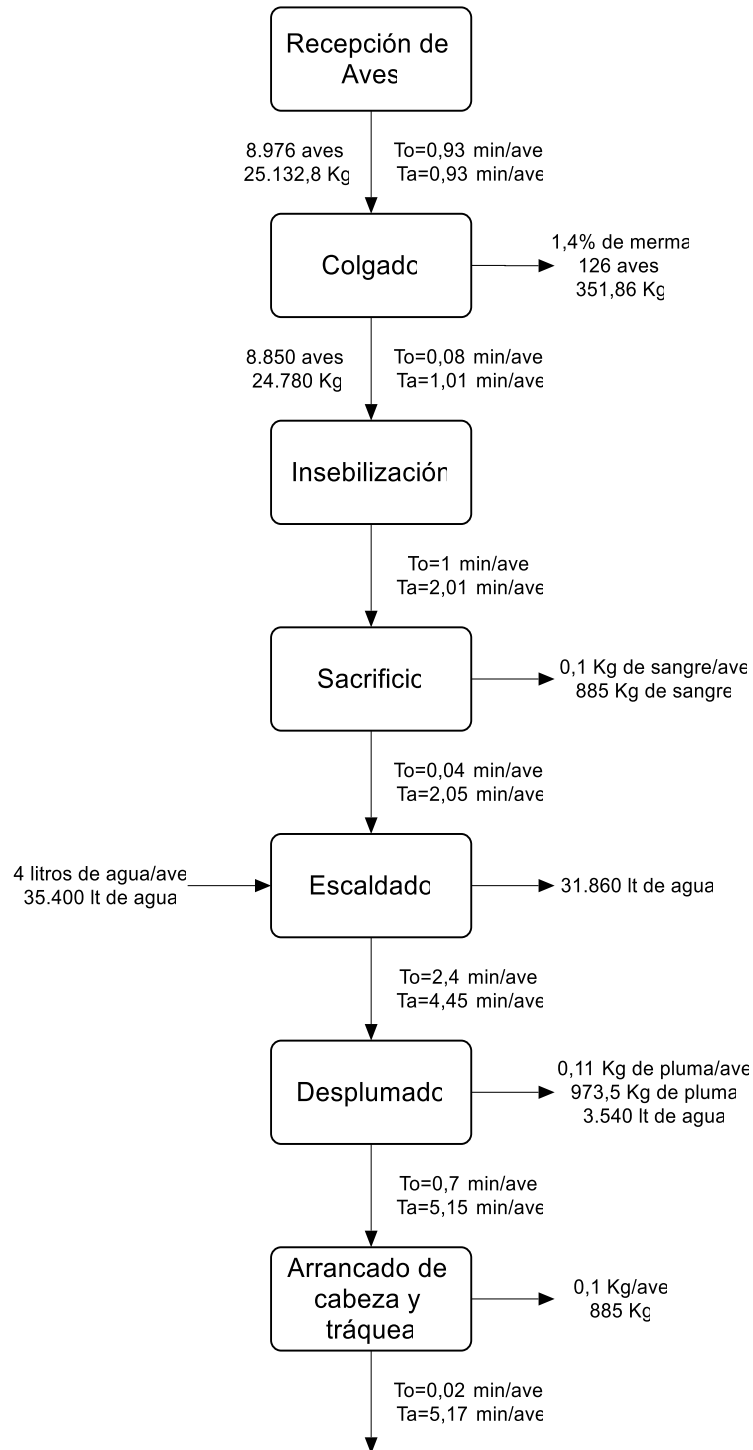 Recepción de
Aves
8.976 aves
25.132,8 Kg
To=0,93 min/ave
Ta=0,93 min/ave
Colgado
1,4% de merma
126 aves
351,86 Kg
8.850 aves
24.780 Kg
To=0,08 min/ave
Ta=1,01 min/ave
Insebilización
To=1 min/ave
Ta=2,01 min/ave
Sacrificio
0,1 Kg de sangre/ave
885 Kg de sangre
To=0,04 min/ave
Ta=2,05 min/ave
4 litros de agua/ave
35.400 lt de agua
Escaldado
31.860 lt de agua
To=2,4 min/ave
Ta=4,45 min/ave
Desplumado
0,11 Kg de pluma/ave
973,5 Kg de pluma
3.540 lt de agua
To=0,7 min/ave
Ta=5,15 min/ave
Arrancado de
cabeza y
tráquea
0,1 Kg/ave
885 Kg
To=0,02 min/ave
Ta=5,17 min/ave